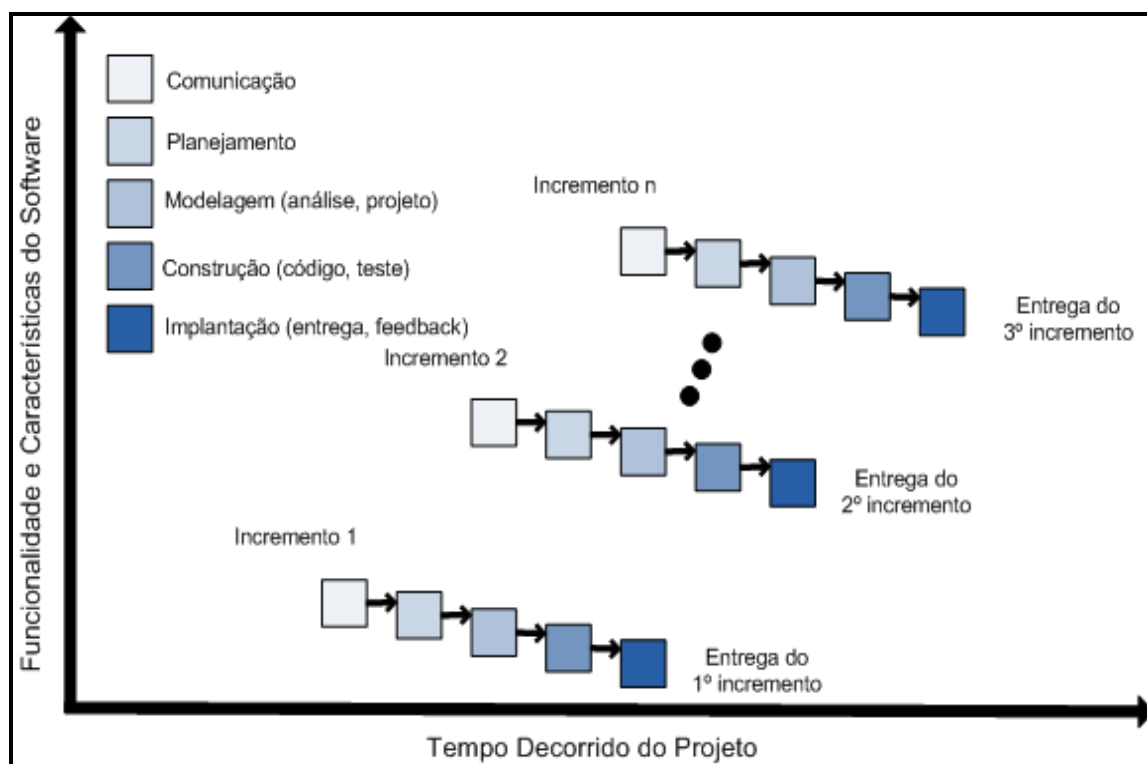 Funcionalidade e Características do Software
Comunicação
Planejamento
Modelagem (análise, projeto)
Construção (código, teste)
Implantação (entrega, feedback)
Incremento n
Entrega do
3º incremento
Incremento 2
Entrega do
2º incremento
Incremento 1
Entrega do
1º incremento
Tempo Decorrido do Projeto